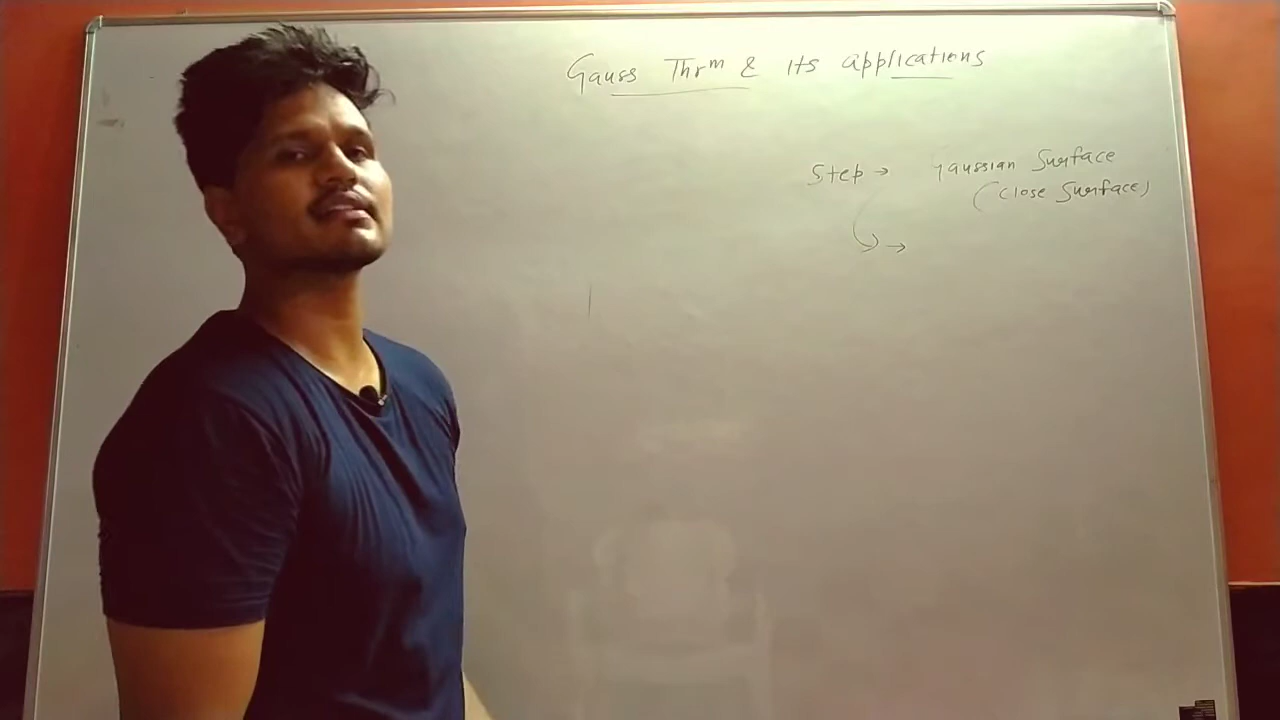 Gauss Thrm & its applications
Step → Gaussian Surface
(Close Surface)
→